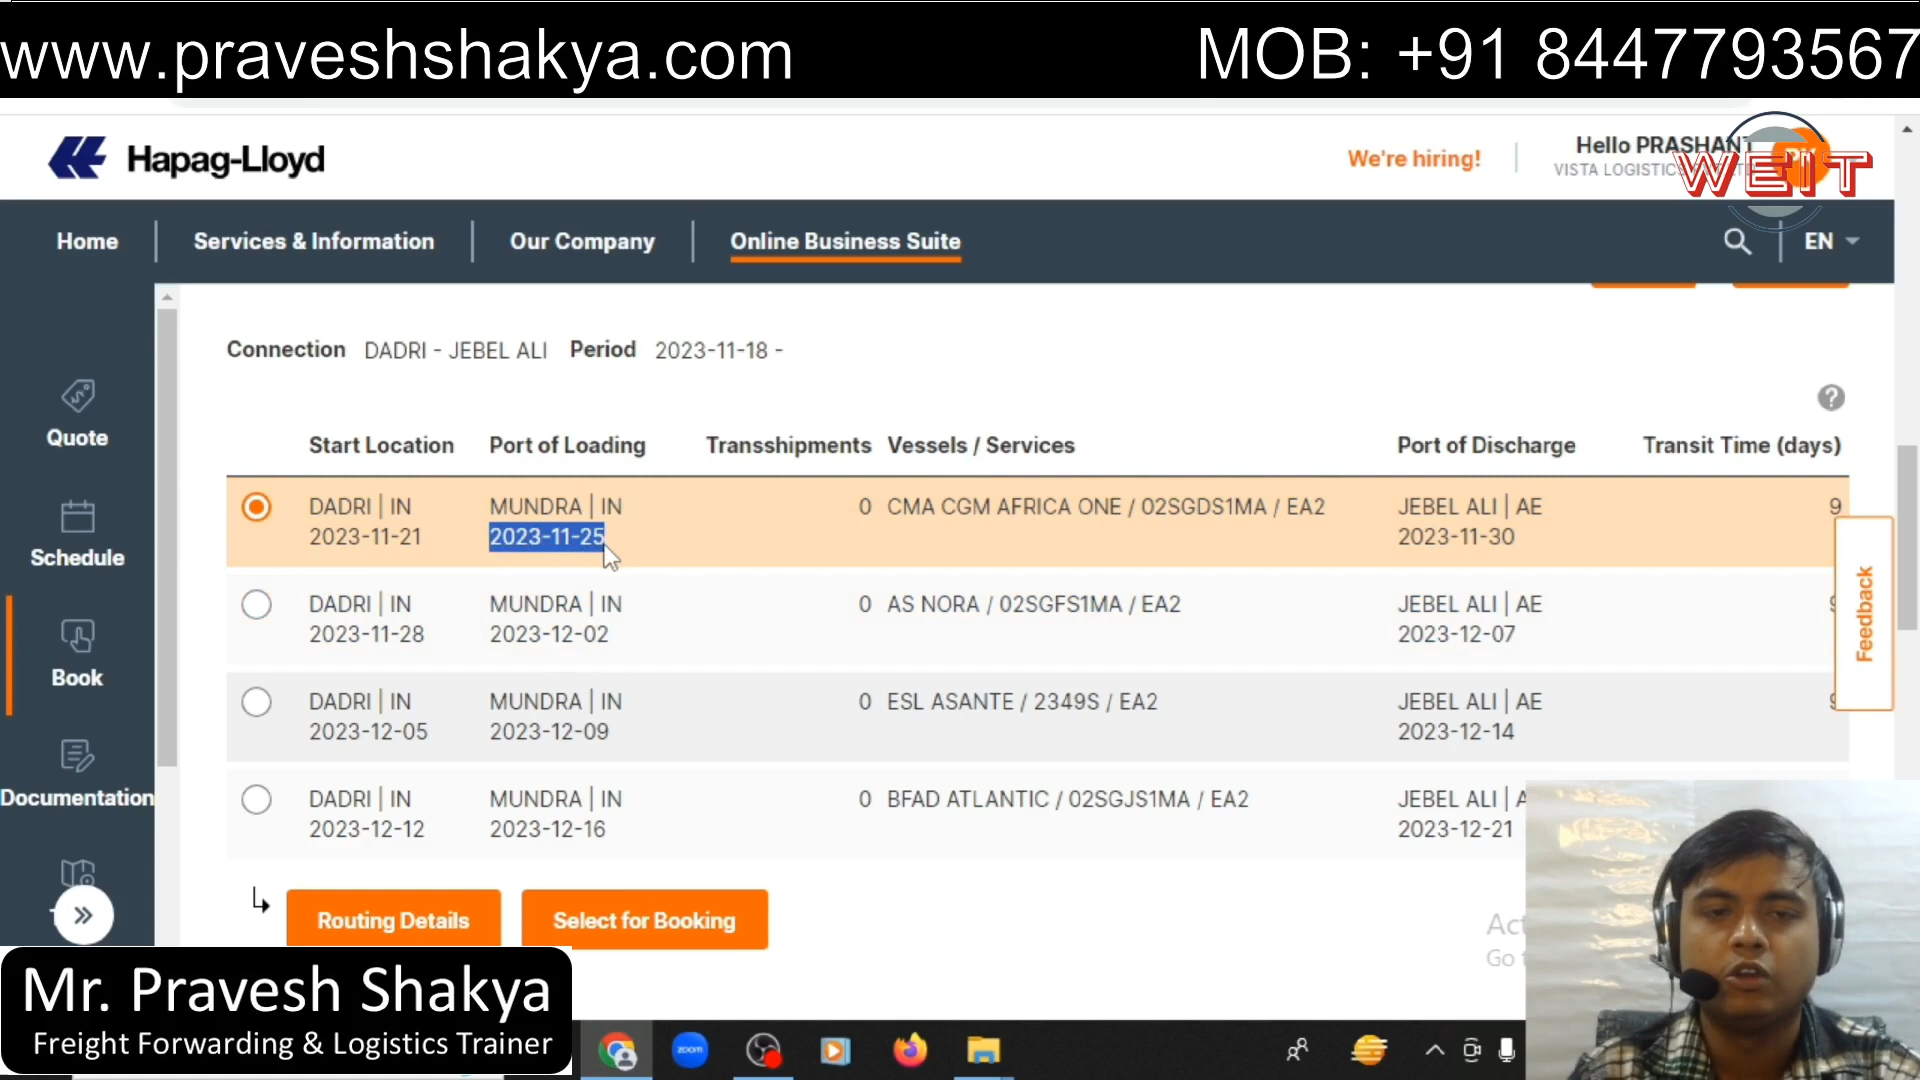 www.praveshshakya.com MOB: +91 8447793567
Hapag-Lloyd We're hiring! Hello PRASHANT
VISTA LOGISTICS
WEIT
Home Services & Information Our Company Online Business Suite EN
Connection DADRI - JEBEL ALI Period 2023-11-18 -
Quote
Schedule
Book
Documentation
Start Location Port of Loading Transshipments Vessels / Services Port of Discharge Transit Time (days)
DADRI | IN MUNDRA | IN 0 CMA CGM AFRICA ONE / 02SGDS1MA / EA2 JEBEL ALI | AE 9
2023-11-21 2023-11-25 2023-11-30
DADRI | IN MUNDRA | IN 0 AS NORA / 02SGFS1MA / EA2 JEBEL ALI | AE
2023-11-28 2023-12-02 2023-12-07
DADRI | IN MUNDRA | IN 0 ESL ASANTE / 2349S / EA2 JEBEL ALI | AE
2023-12-05 2023-12-09 2023-12-14
DADRI | IN MUNDRA | IN 0 BFAD ATLANTIC / 02SGJS1MA / EA2 JEBEL ALI |
2023-12-12 2023-12-16 2023-12-21
Feedback
Routing Details Select for Booking
Mr. Pravesh Shakya
Freight Forwarding & Logistics Trainer
zoom